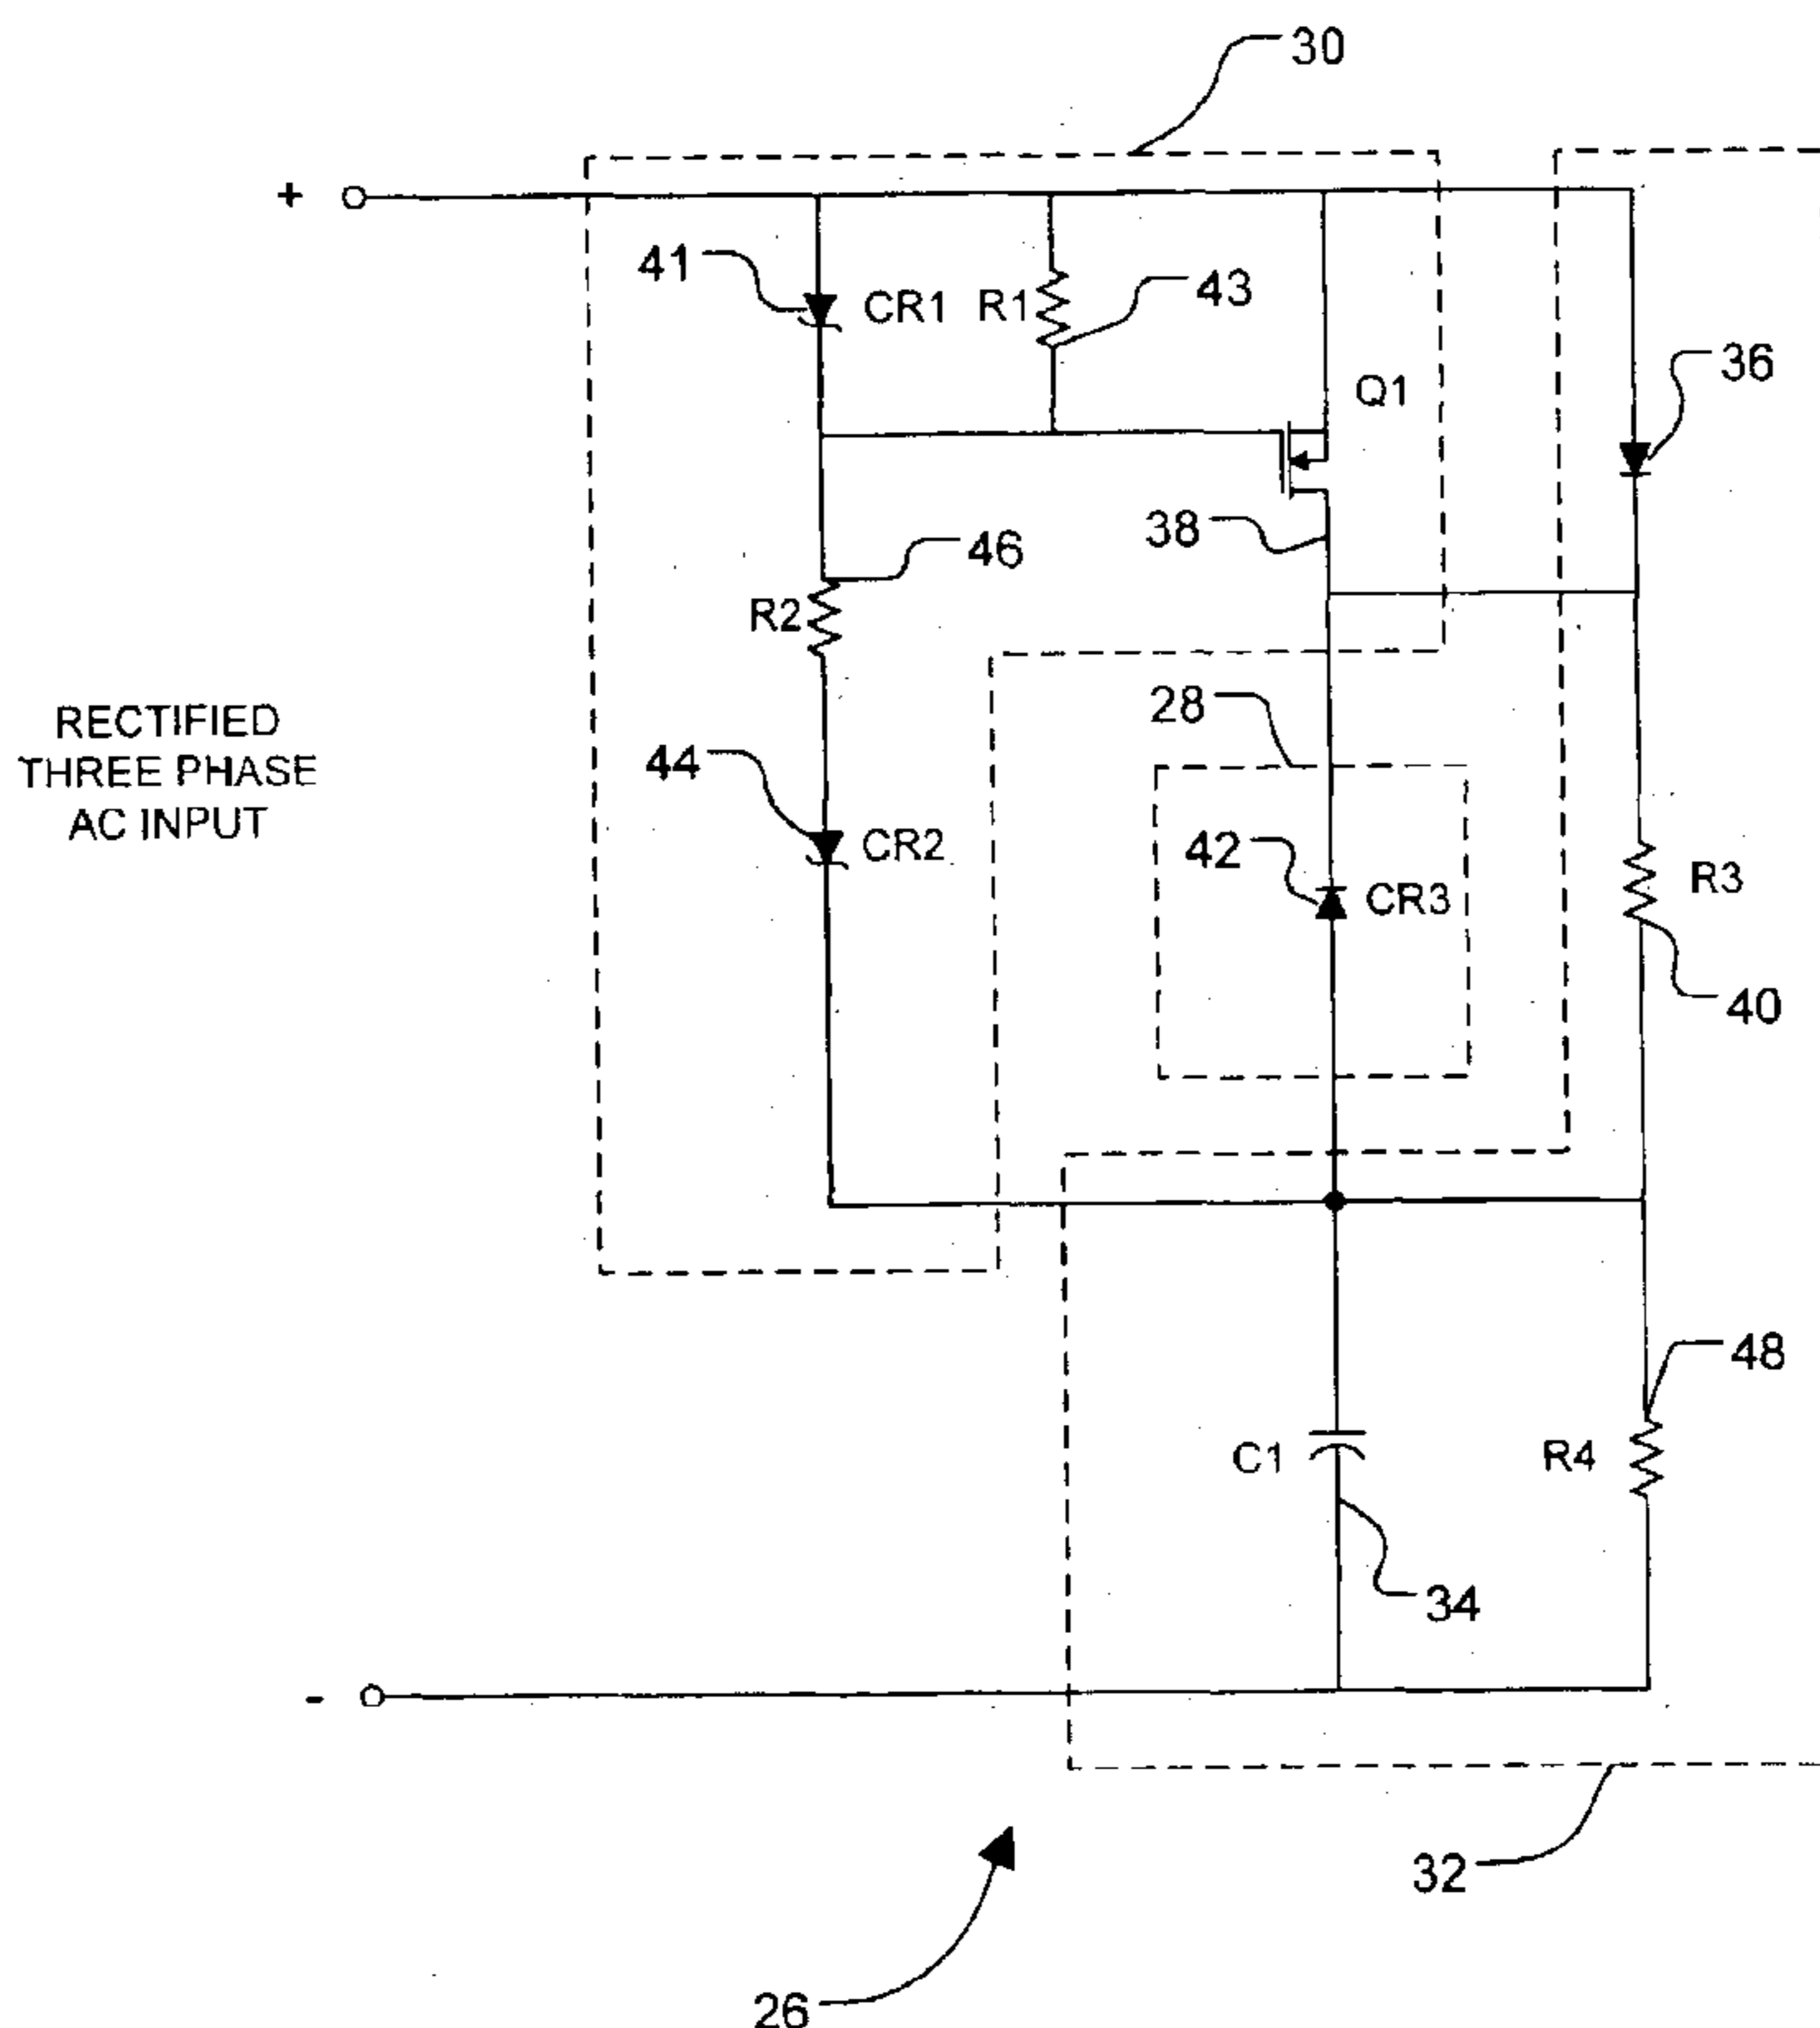 30
+
41
CR1
R1
43
Q1
36
38
46
R2
28
RECTIFIED
THREE PHASE
AC INPUT
44
CR2
42
CR3
R3
40
48
C1
R4
34
-
32
26